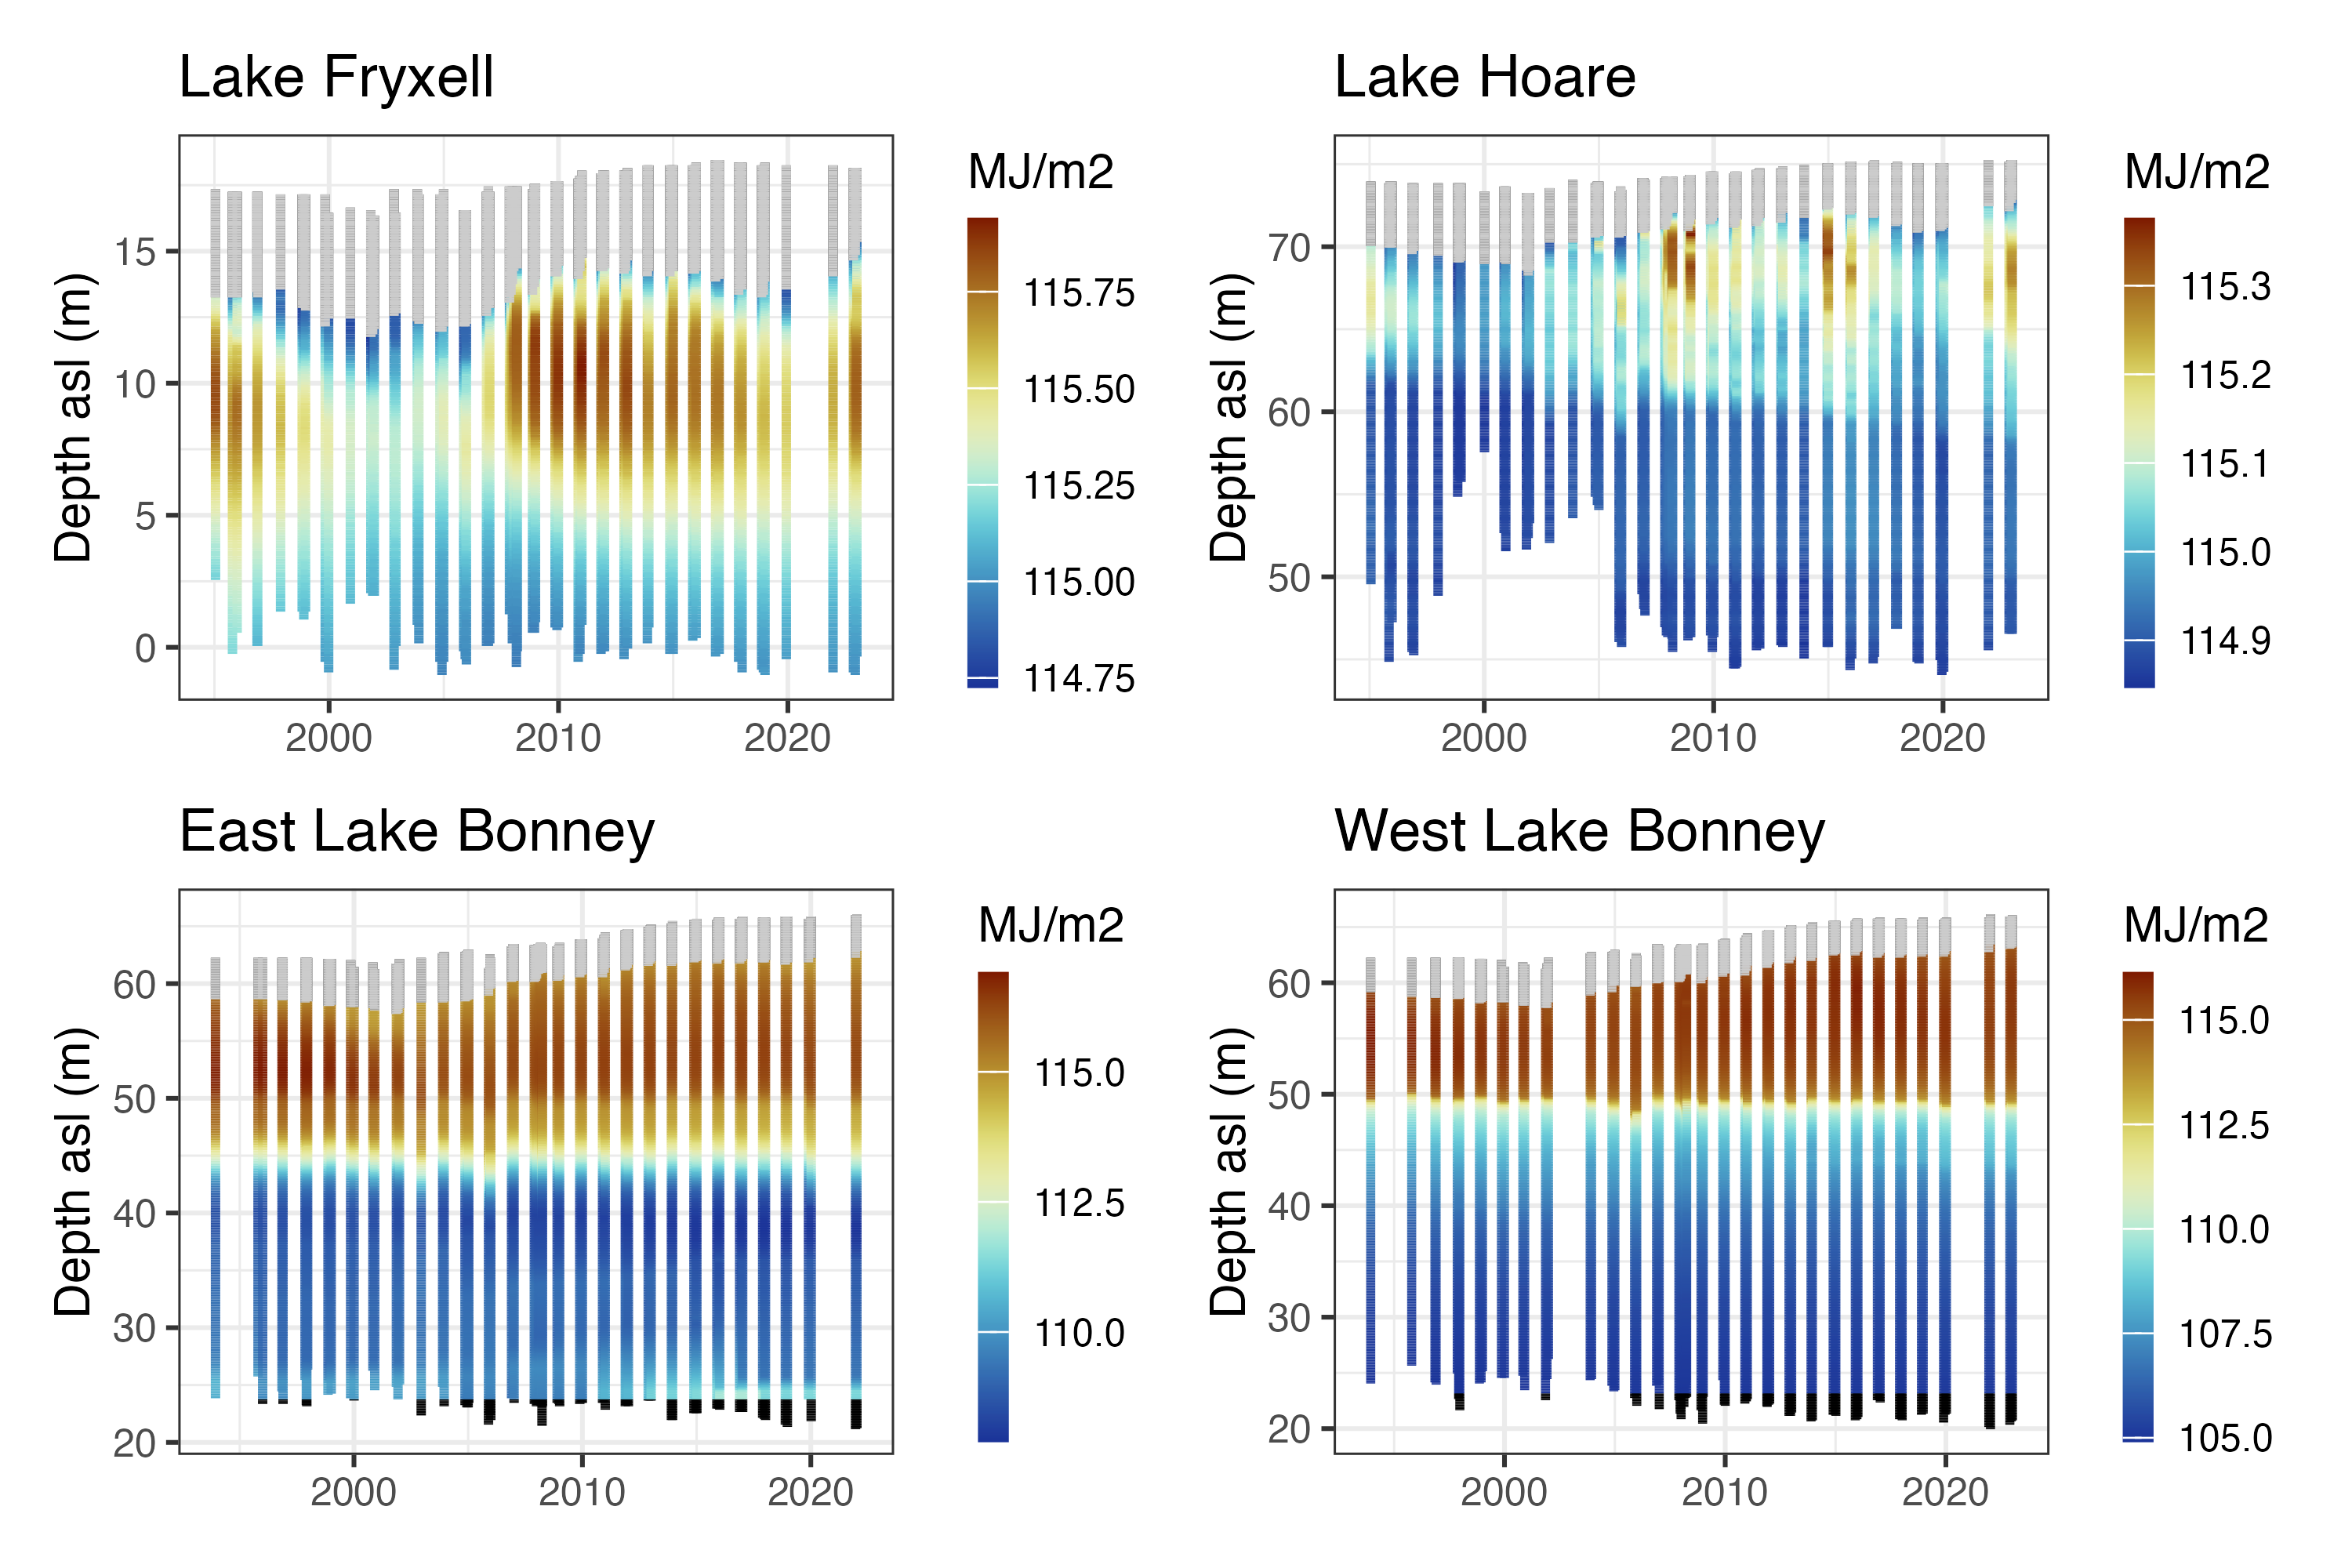 Lake Fryxell
Depth asl (m)
15
10
5
0
2000 2010 2020
MJ/m2
115.75
115.50
115.25
115.00
114.75
Lake Hoare
Depth asl (m)
70
60
50
2000 2010 2020
MJ/m2
115.3
115.2
115.1
115.0
114.9
East Lake Bonney
Depth asl (m)
60
50
40
30
20
2000 2010 2020
MJ/m2
115.0
112.5
110.0
West Lake Bonney
Depth asl (m)
60
50
40
30
20
2000 2010 2020
MJ/m2
115.0
112.5
110.0
107.5
105.0